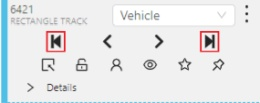 6421
RECTANGLE TRACK
Vehicle
Details